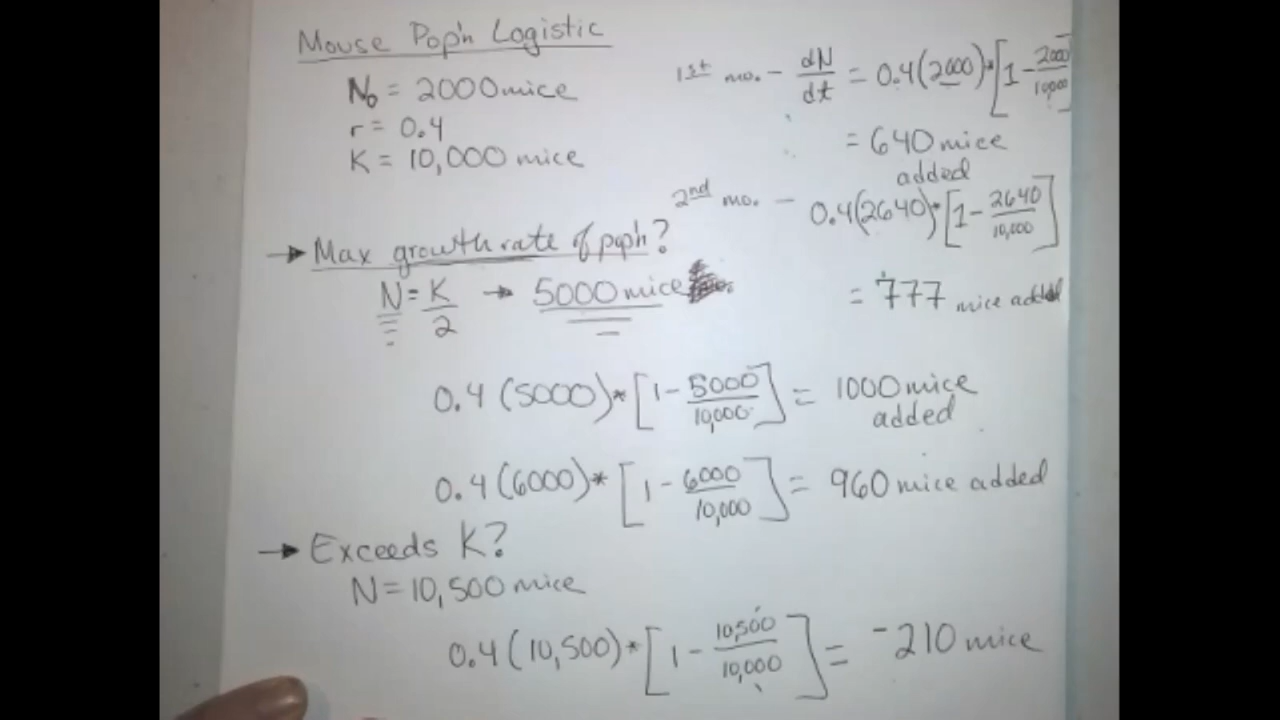 Mouse Pop'n Logistic
N₀ = 2000 mice
r = 0.4
K = 10,000 mice
1st mo. - dN/dt = 0.4(2000)*[1 - 2000/10,000]
= 640 mice
added
2nd mo. - 0.4(2640)*[1 - 2640/10,000]
= 777 mice added
→ Max growth rate of pop'n?
N = K/2 → 5000 mice
0.4(5000)*[1 - 5000/10,000] = 1000 mice
added
0.4(6000)*[1 - 6000/10,000] = 960 mice added
→ Exceeds K?
N = 10,500 mice
0.4(10,500)*[1 - 10,500/10,000] = -210 mice